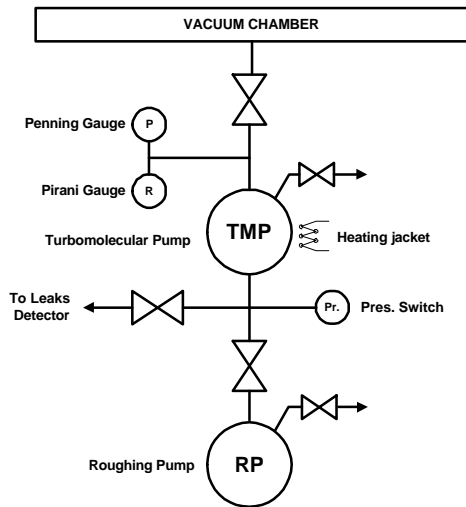 VACUUM CHAMBER
Penning Gauge
P
Pirani Gauge
R
Turbomolecular Pump
TMP
Heating jacket
To Leaks
Detector
Pr.
Pres. Switch
Roughing Pump
RP